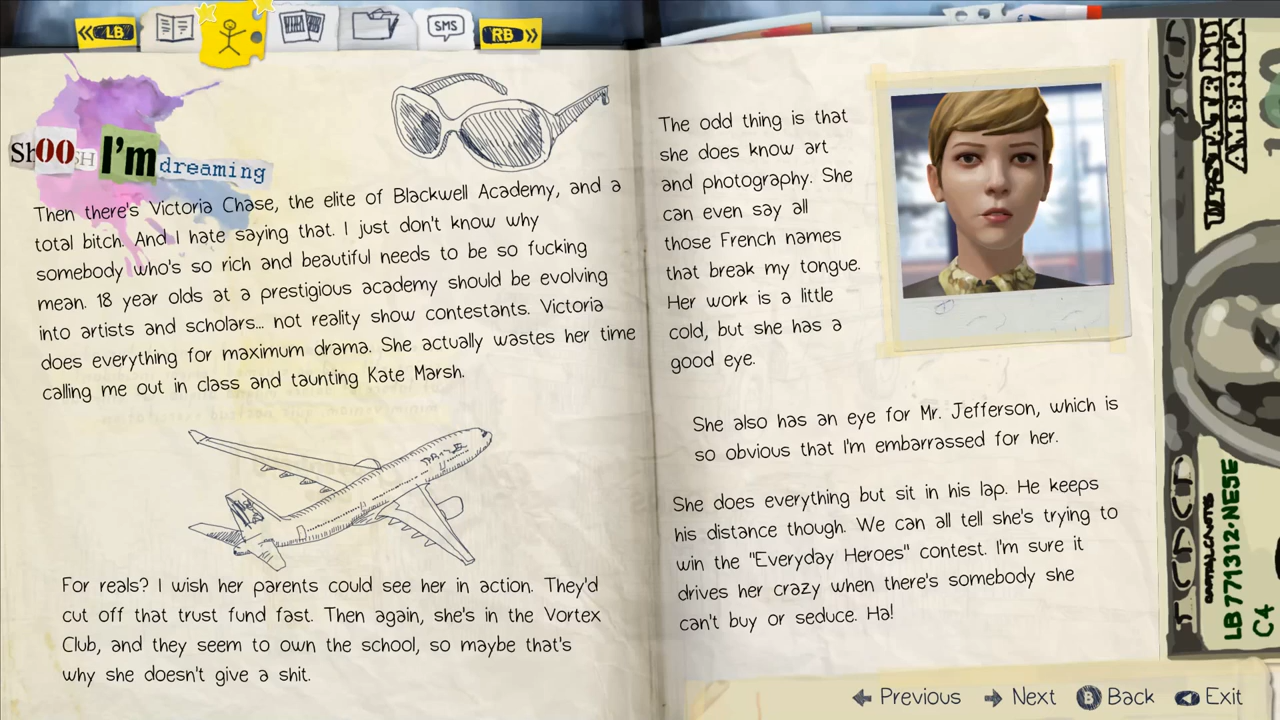 LB
SMS
RB
ShOOSH I'm dreaming
Then there's Victoria Chase, the elite of Blackwell Academy, and a
total bitch. And I hate saying that. I just don't know why
somebody who's so rich and beautiful needs to be so fucking
mean. 18 year olds at a prestigious academy should be evolving
into artists and scholars... not reality show contestants. Victoria
does everything for maximum drama. She actually wastes her time
calling me out in class and taunting Kate Marsh.
For reals? I wish her parents could see her in action. They'd
cut off that trust fund fast. Then again, she's in the Vortex
Club, and they seem to own the school, so maybe that's
why she doesn't give a shit.
The odd thing is that
she does know art
and photography. She
can even say all
those French names
that break my tongue.
Her work is a little
cold, but she has a
good eye.
She also has an eye for Mr. Jefferson, which is
so obvious that I'm embarrassed for her.
She does everything but sit in his lap. He keeps
his distance though. We can all tell she's trying to
win the "Everyday Heroes" contest. I'm sure it
drives her crazy when there's somebody she
can't buy or seduce. Ha!
AMERICA
LB771312-NESE
C4
Previous
Next
B Back
Exit